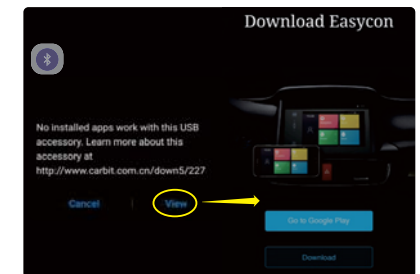 Download Easycon
No installed apps work with this USB
accessory. Learn more about this
accessory at
http://www.carbit.com.cn/down5/227
Cancel
View
Go to Google Play
Download